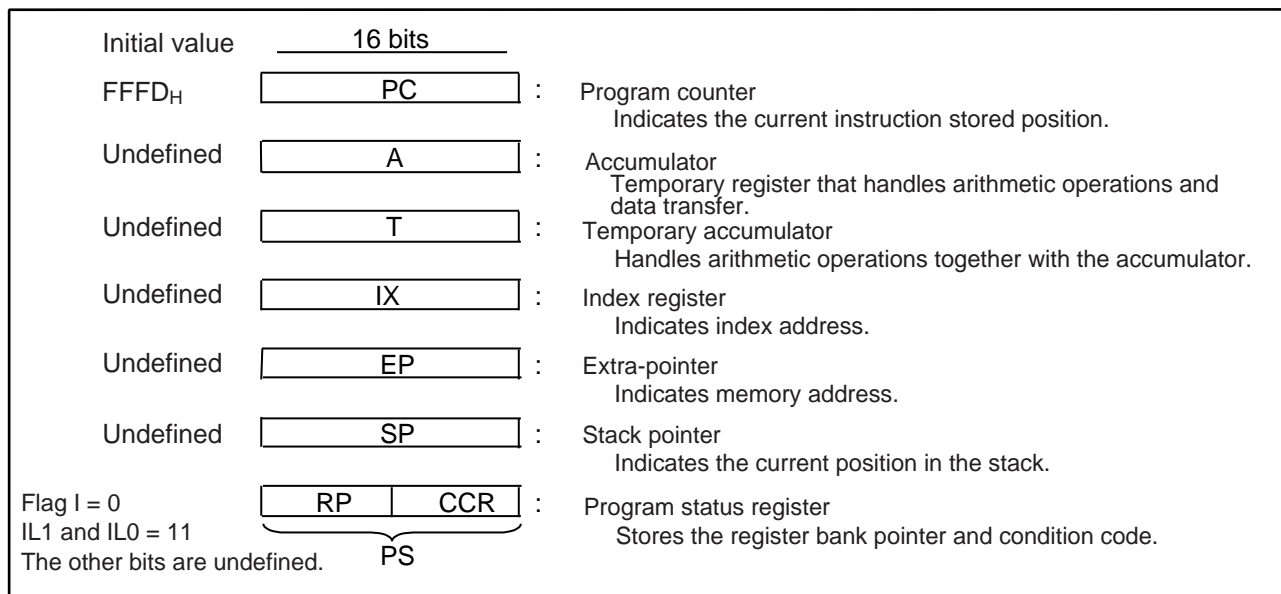 Initial value 16 bits
FFFDH PC : Program counter
Indicates the current instruction stored position.
Undefined A : Accumulator
Temporary register that handles arithmetic operations and
data transfer.
Undefined T : Temporary accumulator
Handles arithmetic operations together with the accumulator.
Undefined IX : Index register
Indicates index address.
Undefined EP : Extra-pointer
Indicates memory address.
Undefined SP : Stack pointer
Indicates the current position in the stack.
Flag I = 0 RP CCR : Program status register
IL1 and IL0 = 11 Stores the register bank pointer and condition code.
The other bits are undefined. PS